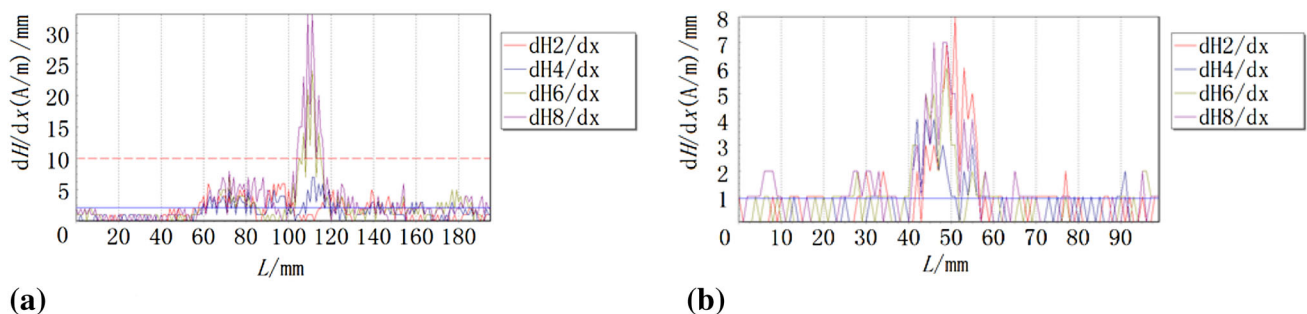 dH/dx(A/m)/mm
30
25
20
15
10
5
0
20 40 60 80 100 120 140 160 180
L/mm
dH2/dx
dH4/dx
dH6/dx
dH8/dx
(a)
dH/dx(A/m)/mm
8
7
6
5
4
3
2
1
0 10 20 30 40 50 60 70 80 90
L/mm
dH2/dx
dH4/dx
dH6/dx
dH8/dx
(b)